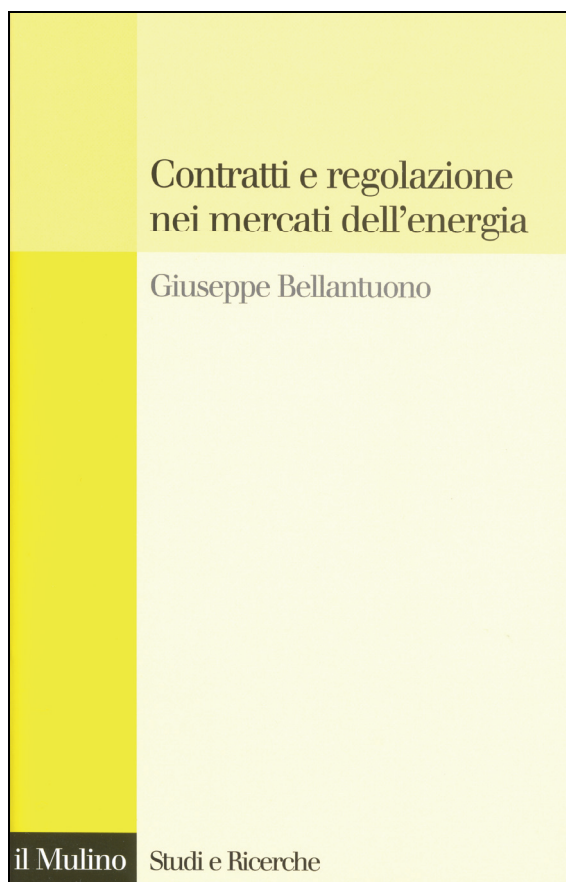 Contratti e regolazione
nei mercati dell'energia
Giuseppe Bellantuono
il Mulino Studi e Ricerche